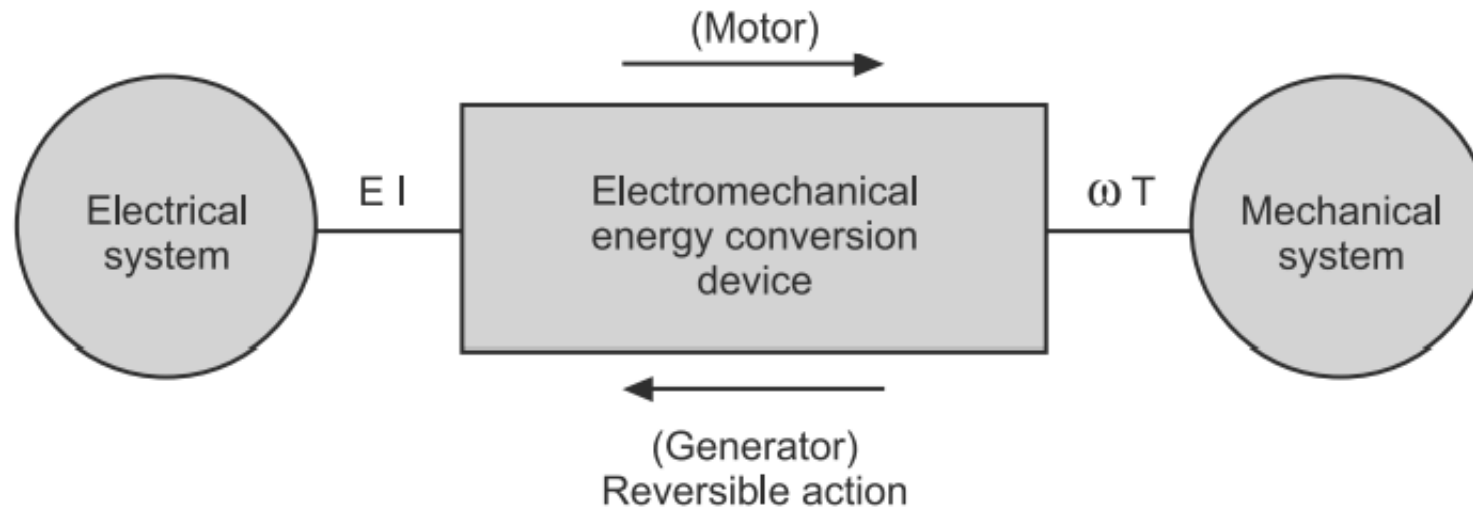 (Motor)
Electrical
system
E I
Electromechanical
energy conversion
device
ω T
Mechanical
system
(Generator)
Reversible action